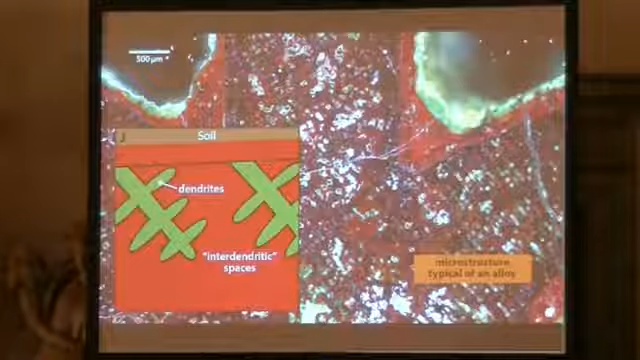 500 µm
Soil
dendrites
"interdendritic"
spaces
microstructure
typical of an alloy